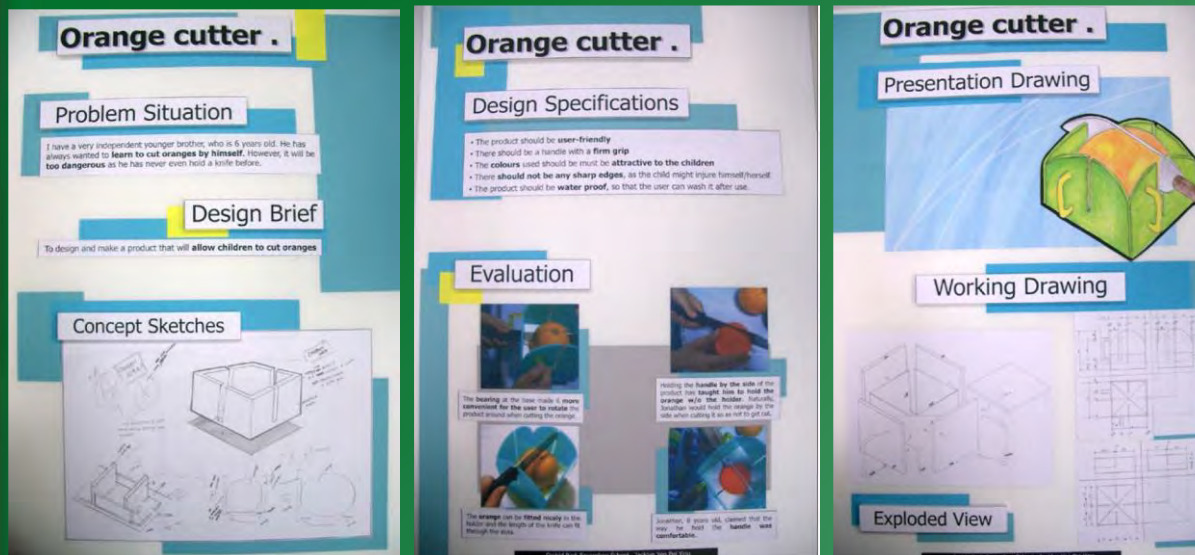 Orange cutter .
Problem Situation
I have a very independent younger brother, who is 6 years old. He has
always wanted to learn to cut oranges by himself. However, it will be
too dangerous as he has never even hold a knife before.
Design Brief
To design and make a product that will allow children to cut oranges
Concept Sketches
Orange cutter .
Design Specifications
• The product should be user-friendly
• There should be a handle with a firm grip
• The colours used should be must be attractive to the children
• There should not be any sharp edges, as the child might injure himself/herself
• The product should be water proof, so that the user can wash it after use.
Evaluation
The bearing at the base made it more
convenient for the user to rotate the
product around when cutting the orange.
Holding the handle by the side of the
product has taught him to hold the
orange w/o the holder. Naturally,
Jonathan would hold the orange by the
side when cutting it so as not to get cut.
The orange can be fitted nicely in the
holder and the length of the knife can fit
through the slots.
6 years old, claimed that the
way he hold the handle was
comfortable.
Orange cutter .
Presentation Drawing
Working Drawing
Exploded View